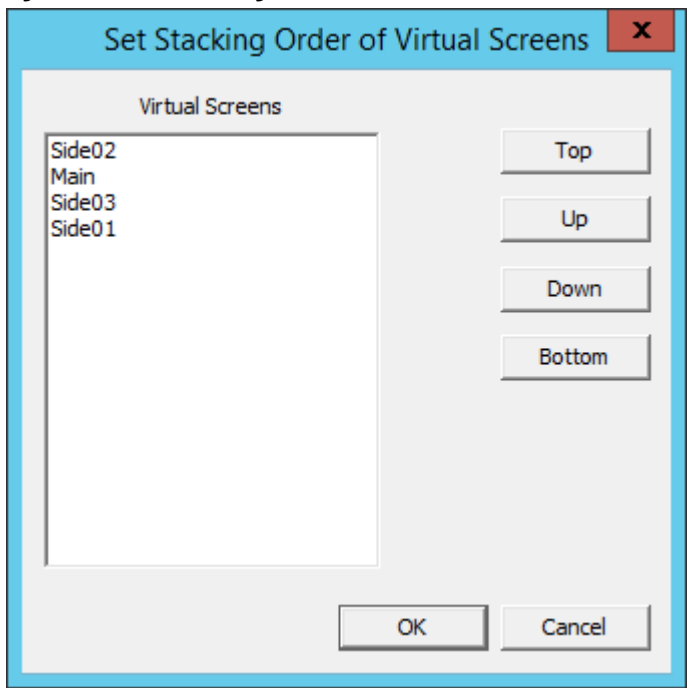 Set Stacking Order of Virtual Screens
x
Virtual Screens
Side02
Main
Side03
Side01
Top
Up
Down
Bottom
OK
Cancel